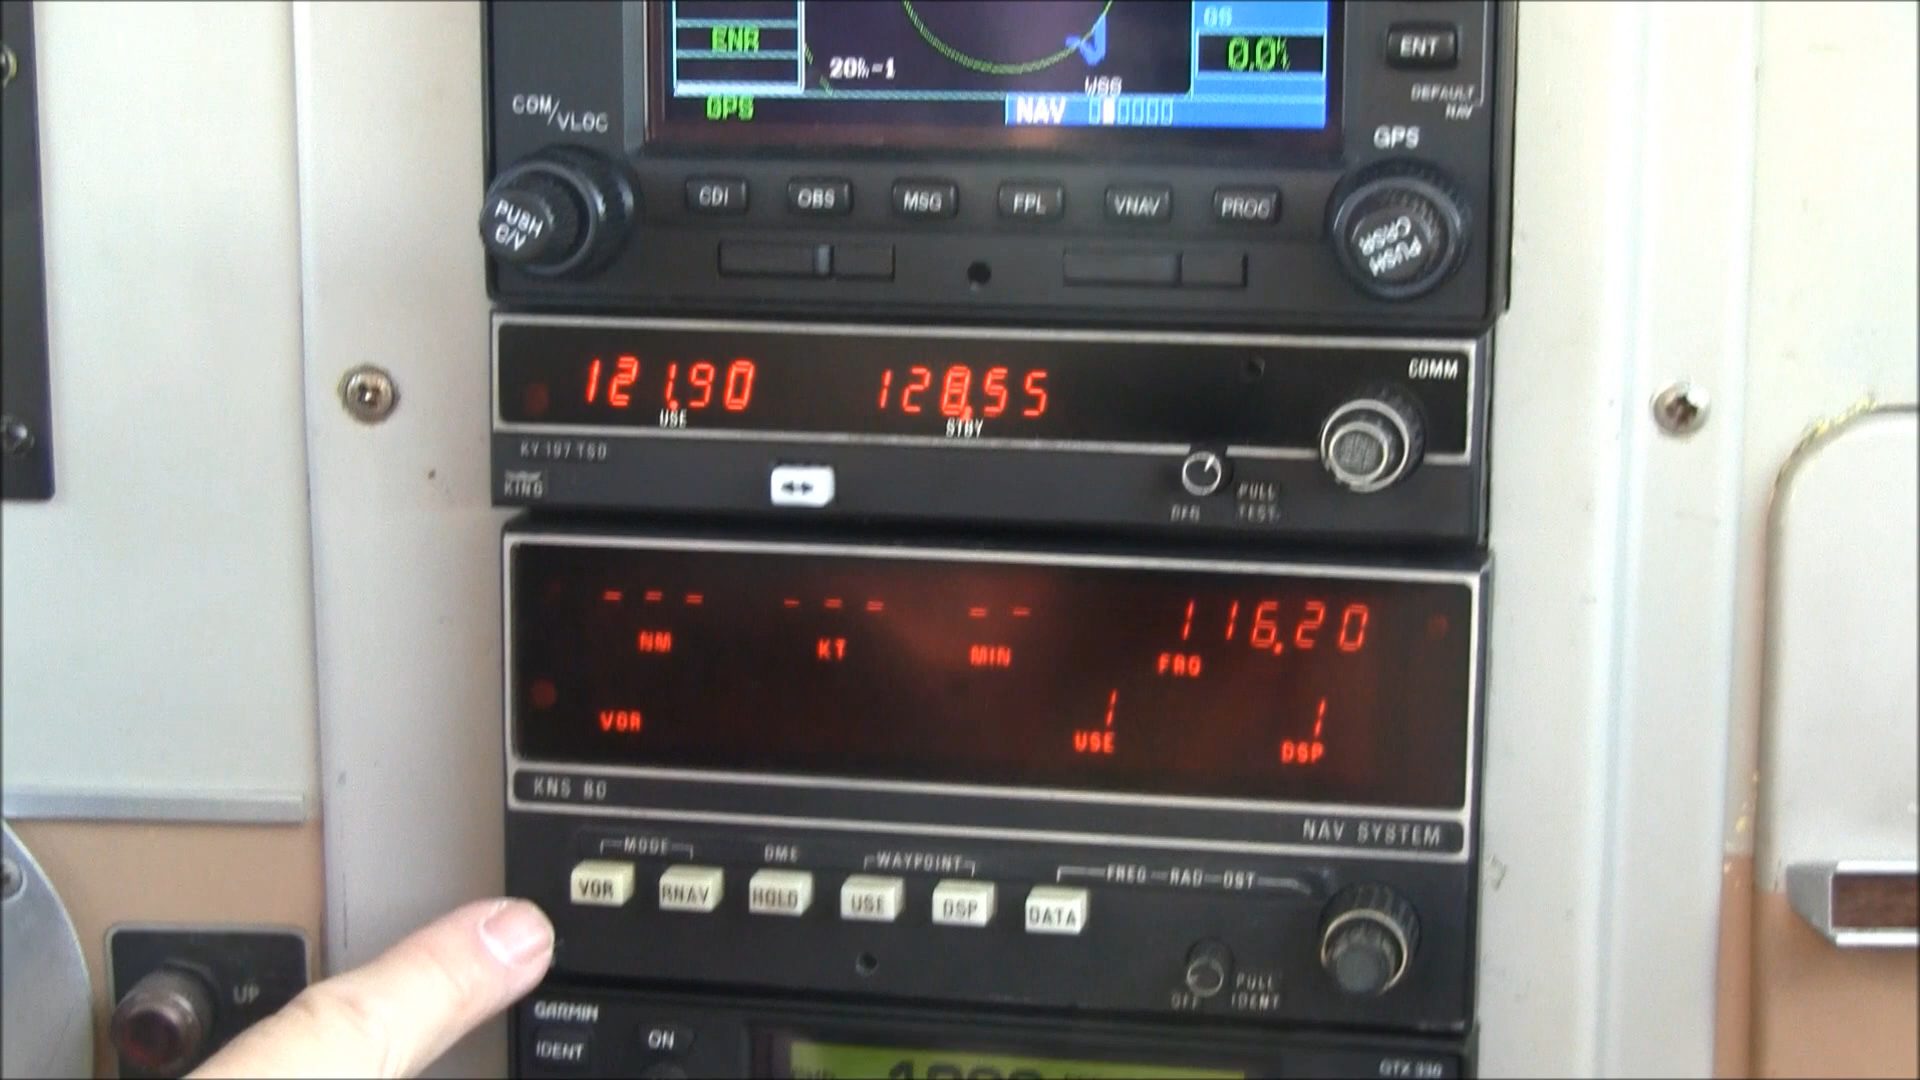 GS
ENR
0.0
ENT
20 -1
WSS
DEFAULT
NAV
GPS
NAV
COM/VLOC
GPS
CDI
OBS
MSG
FPL
VNAV
PROC
PUSH
C/V
PUSH
CRSR
121.90
USE
STBY
COMM
KY 197 TSO
KING
PULL
TEST
OFF
--- --- -- 116.20
NM KT MIN FRQ
VOR 1 USE 1 DSP
KNS 80
NAV SYSTEM
MODE
DME
WAYPOINT
FREQ—RAD—DST
VOR
RNAV
HOLD
USE
DSP
DATA
OFF
PULL
IDENT
UP
GARMIN
IDENT
ON
GTX 330